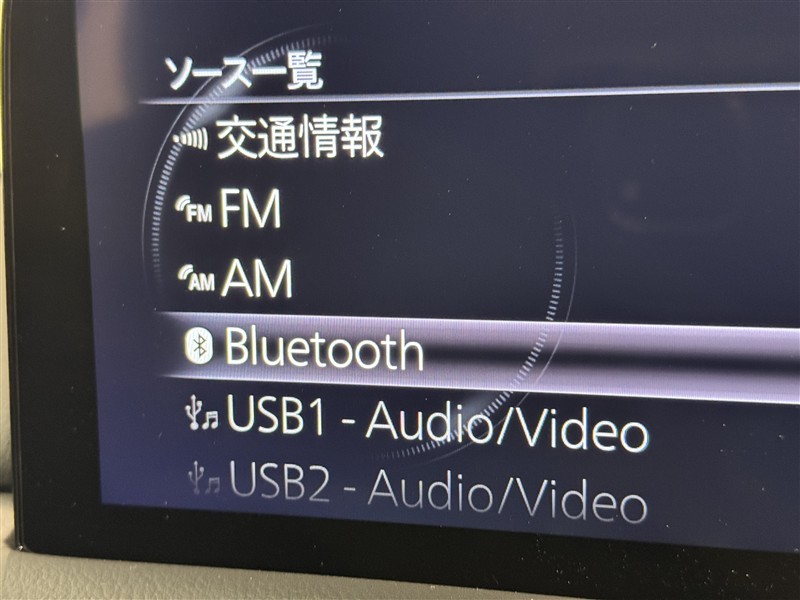 ソース一覧
交通情報
FM FM
AM AM
Bluetooth
USB1 - Audio/Video
USB2 - Audio/Video